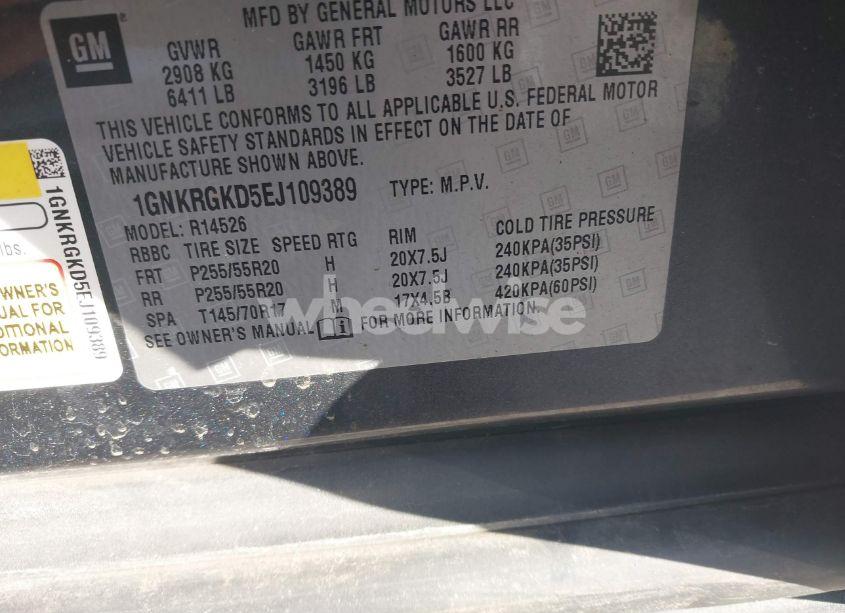 MFD BY GENERAL MOTORS LLC
GM
GVWR GAWR FRT GAWR RR
2908 KG 1450 KG 1600 KG
6411 LB 3196 LB 3527 LB
THIS VEHICLE CONFORMS TO ALL APPLICABLE U.S. FEDERAL MOTOR
VEHICLE SAFETY STANDARDS IN EFFECT ON THE DATE OF
MANUFACTURE SHOWN ABOVE.
1GNKRGKD5EJ109389 TYPE: M.P.V.
MODEL: R14526
RBBC TIRE SIZE SPEED RTG RIM COLD TIRE PRESSURE
FRT P255/55R20 H 20X7.5J 240KPA(35PSI)
RR P255/55R20 H 20X7.5J 240KPA(35PSI)
SPA T145/70R17 M 17X4.5B 420KPA(60PSI)
SEE OWNER'S MANUAL FOR MORE INFORMATION.
wheelwise
1GNKRGKD5EJ109389
lbs.
OWNER'S
FOR